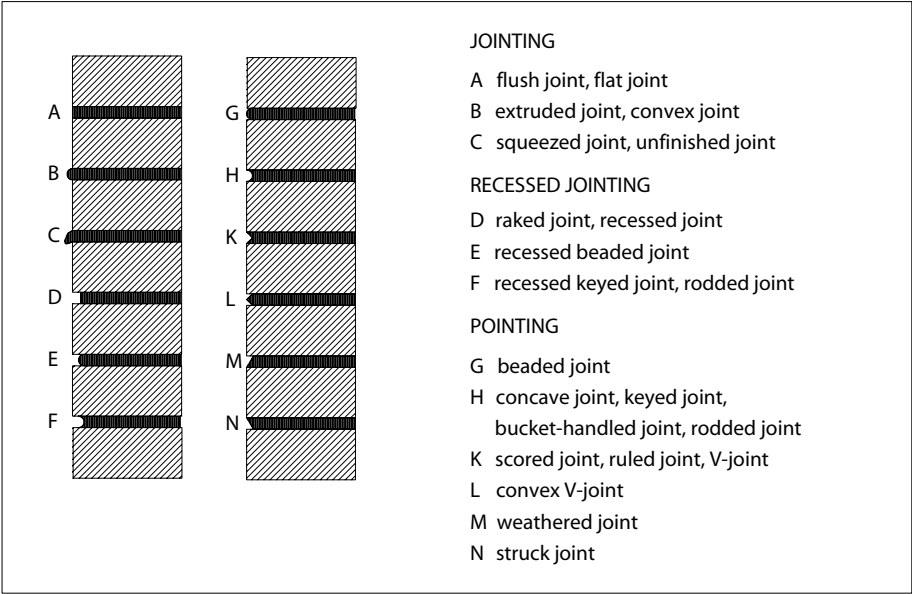 A
B
C
D
E
F
G
H
K
L
M
N
JOINTING
A flush joint, flat joint
B extruded joint, convex joint
C squeezed joint, unfinished joint
RECESSED JOINTING
D raked joint, recessed joint
E recessed beaded joint
F recessed keyed joint, rodded joint
POINTING
G beaded joint
H concave joint, keyed joint,
bucket-handled joint, rodded joint
K scored joint, ruled joint, V-joint
L convex V-joint
M weathered joint
N struck joint